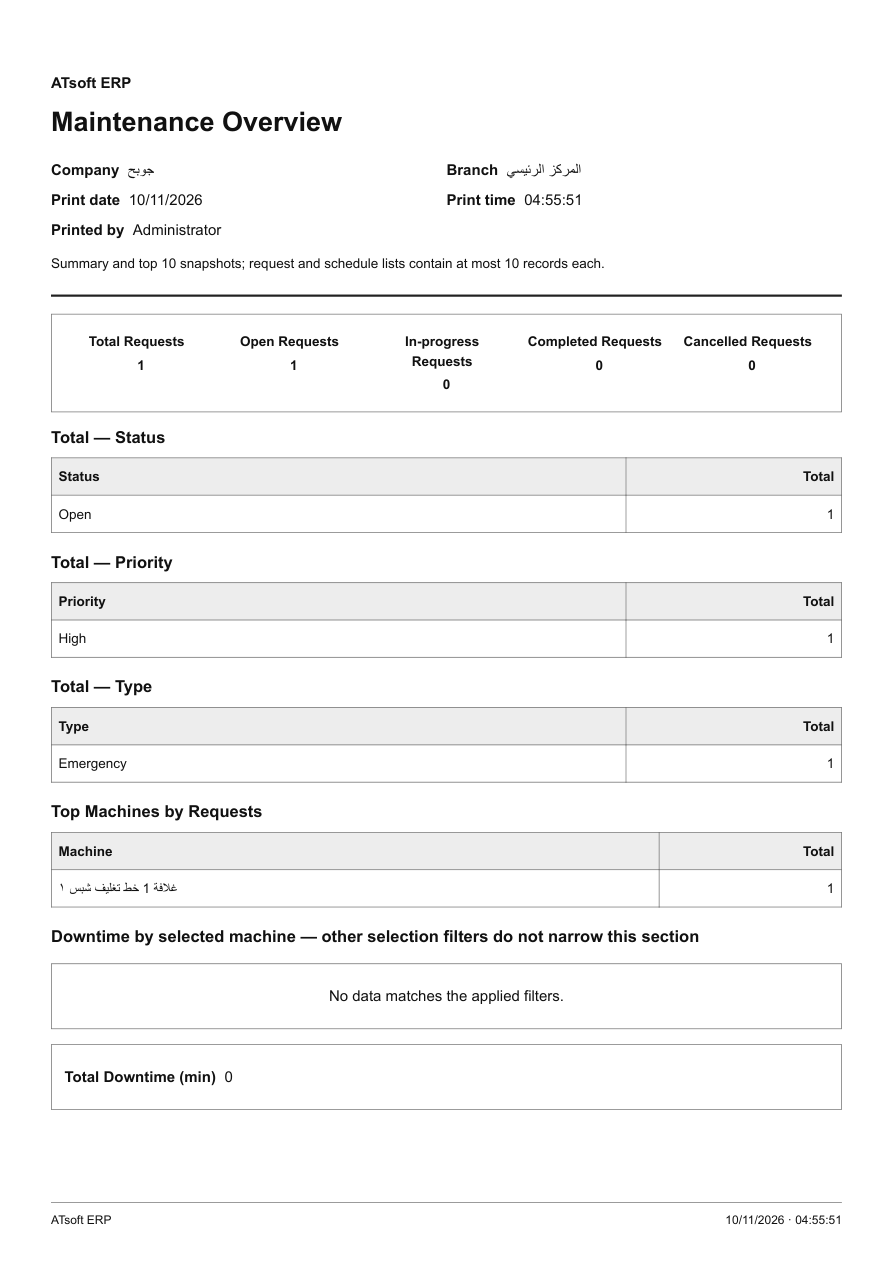 ATsoft ERP
Maintenance Overview
Company جوبح
Branch المركز الرئيسي
Print date 10/11/2026
Print time 04:55:51
Printed by Administrator
Summary and top 10 snapshots; request and schedule lists contain at most 10 records each.
Total Requests
1
Open Requests
1
In-progress
Requests
0
Completed Requests
0
Cancelled Requests
0
Total — Status
Status Total
Open 1
Total — Priority
Priority Total
High 1
Total — Type
Type Total
Emergency 1
Top Machines by Requests
Machine Total
غلافة 1 خط تغليف شبس ١ 1
Downtime by selected machine — other selection filters do not narrow this section
No data matches the applied filters.
Total Downtime (min) 0
ATsoft ERP
10/11/2026 · 04:55:51